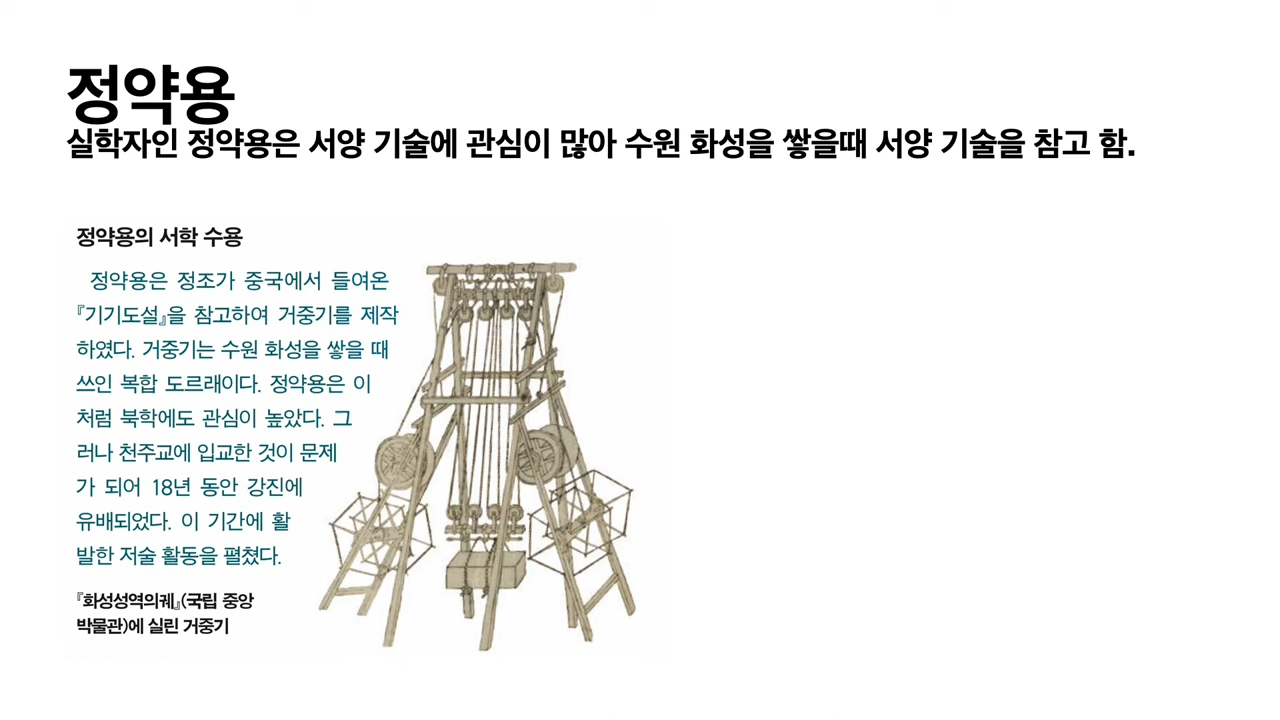 정약용
실학자인 정약용은 서양 기술에 관심이 많아 수원 화성을 쌓을때 서양 기술을 참고 함.
정약용의 서학 수용
정약용은 정조가 중국에서 들여온
『기기도설』을 참고하여 거중기를 제작
하였다. 거중기는 수원 화성을 쌓을 때
쓰인 복합 도르래이다. 정약용은 이
처럼 북학에도 관심이 높았다. 그
러나 천주교에 입교한 것이 문제
가 되어 18년 동안 강진에
유배되었다. 이 기간에 활
발한 저술 활동을 펼쳤다.
『화성성역의궤』(국립 중앙
박물관)에 실린 거중기